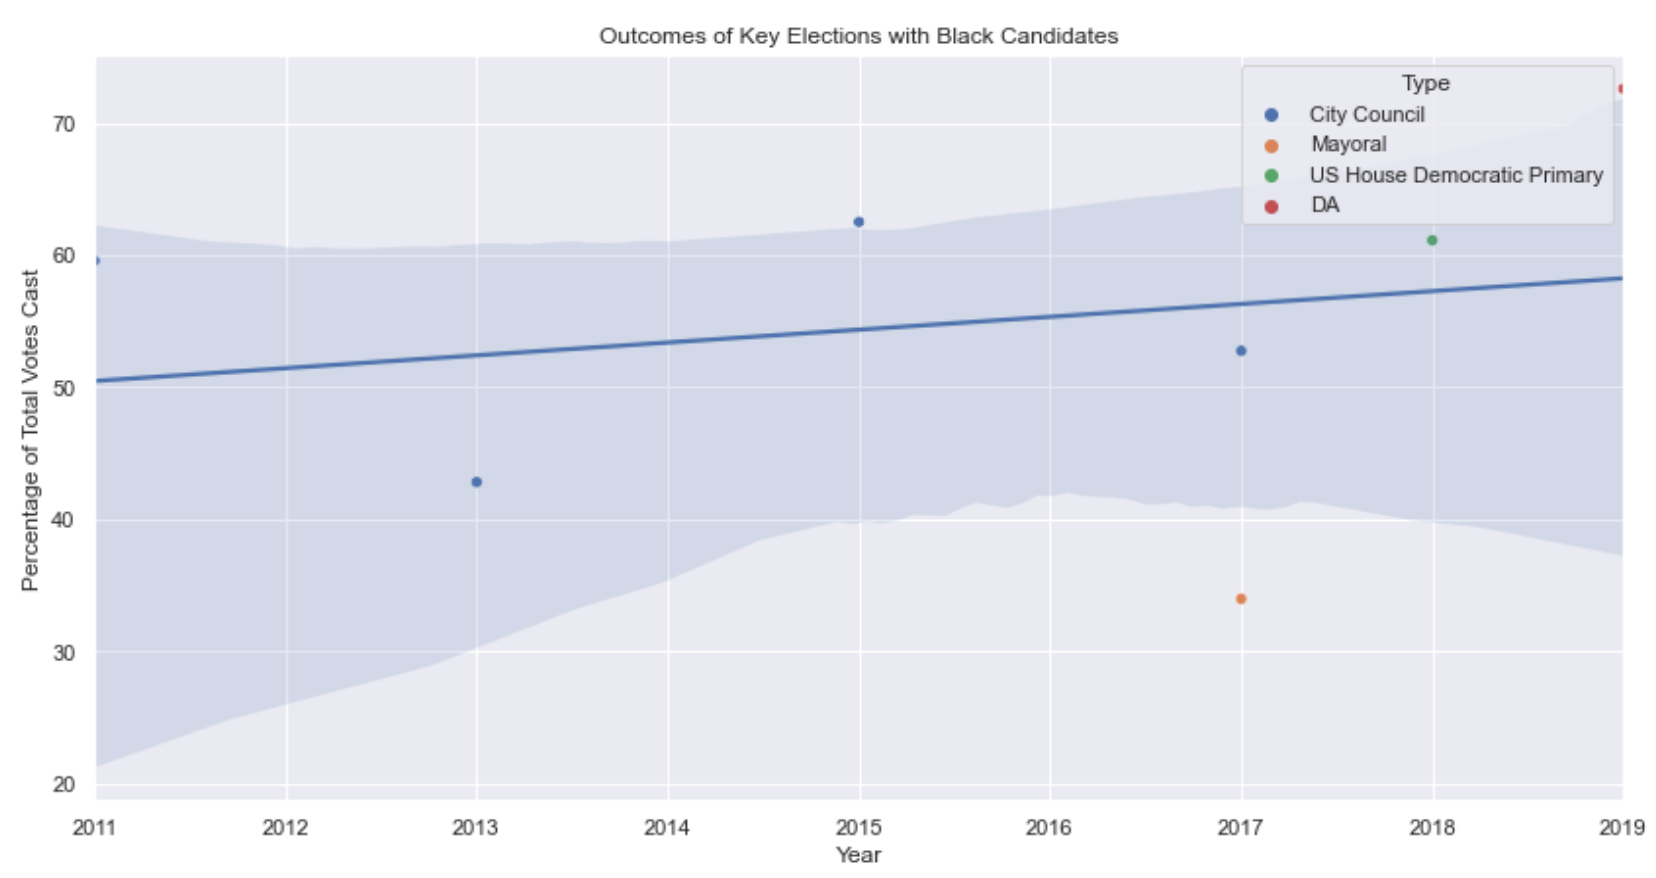 Outcomes of Key Elections with Black Candidates
Type
City Council
Mayoral
US House Democratic Primary
DA
Percentage of Total Votes Cast
70
60
50
40
30
20
2011 2012 2013 2014 2015 2016 2017 2018 2019
Year